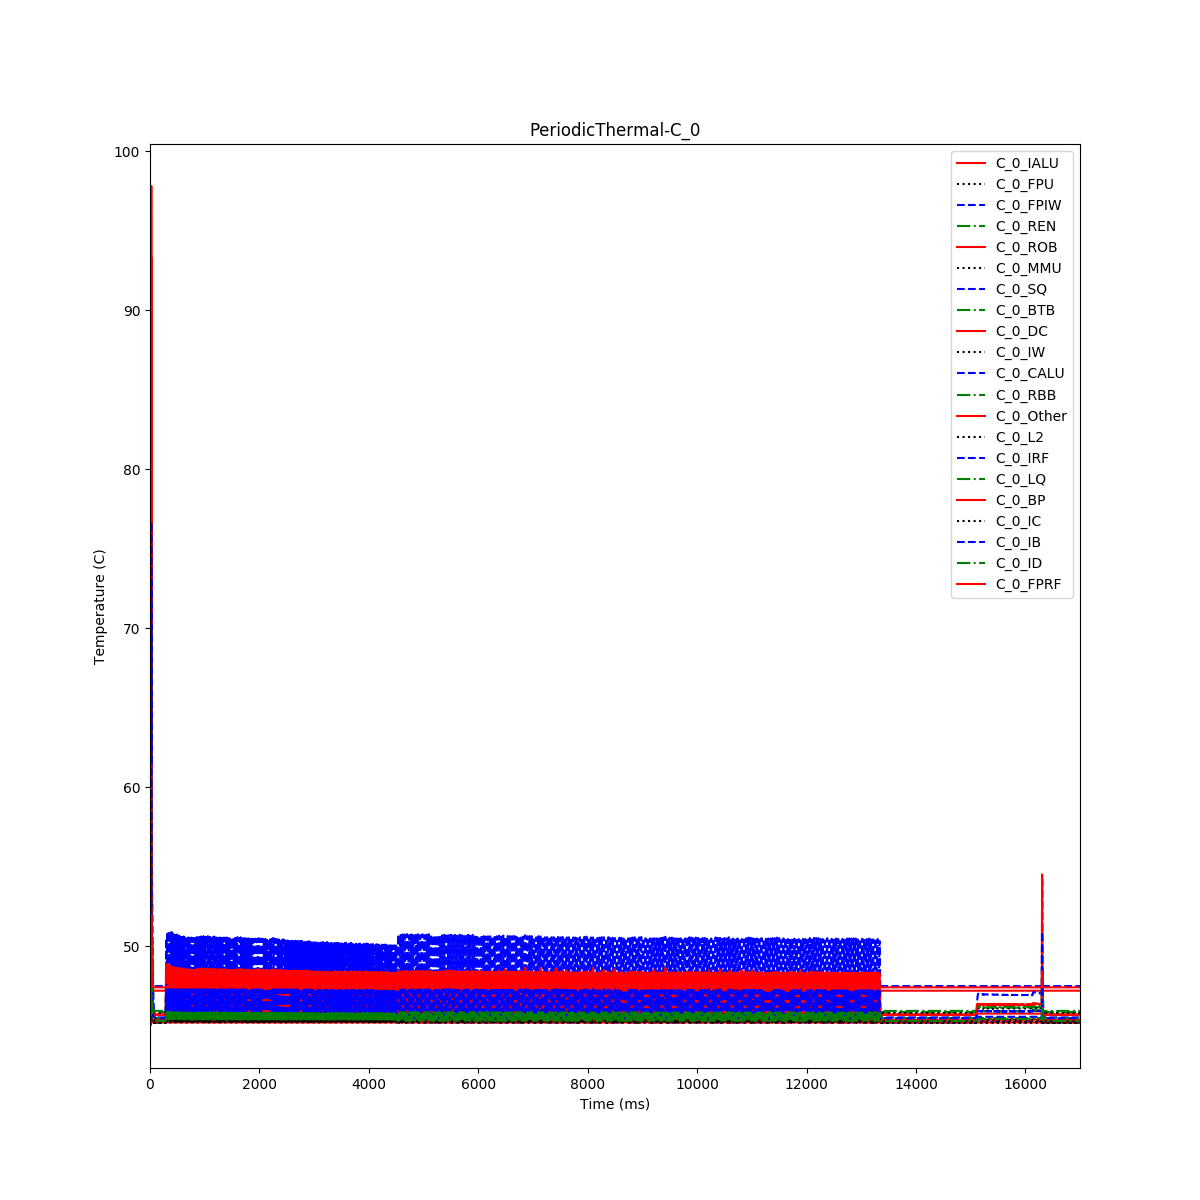 PeriodicThermal-C_0
100
90
80
70
60
50
Temperature (C)
0 2000 4000 6000 8000 10000 12000 14000 16000
Time (ms)
C_0_IALU
C_0_FPU
C_0_FPIW
C_0_REN
C_0_ROB
C_0_MMU
C_0_SQ
C_0_BTB
C_0_DC
C_0_IW
C_0_CALU
C_0_RBB
C_0_Other
C_0_L2
C_0_IRF
C_0_LQ
C_0_BP
C_0_IC
C_0_IB
C_0_ID
C_0_FPRF